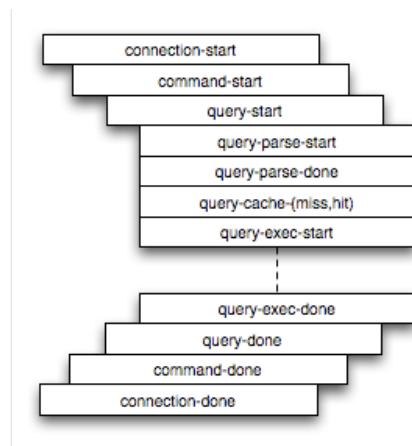 connection-start
command-start
query-start
query-parse-start
query-parse-done
query-cache-(miss,hit)
query-exec-start
query-exec-done
query-done
command-done
connection-done